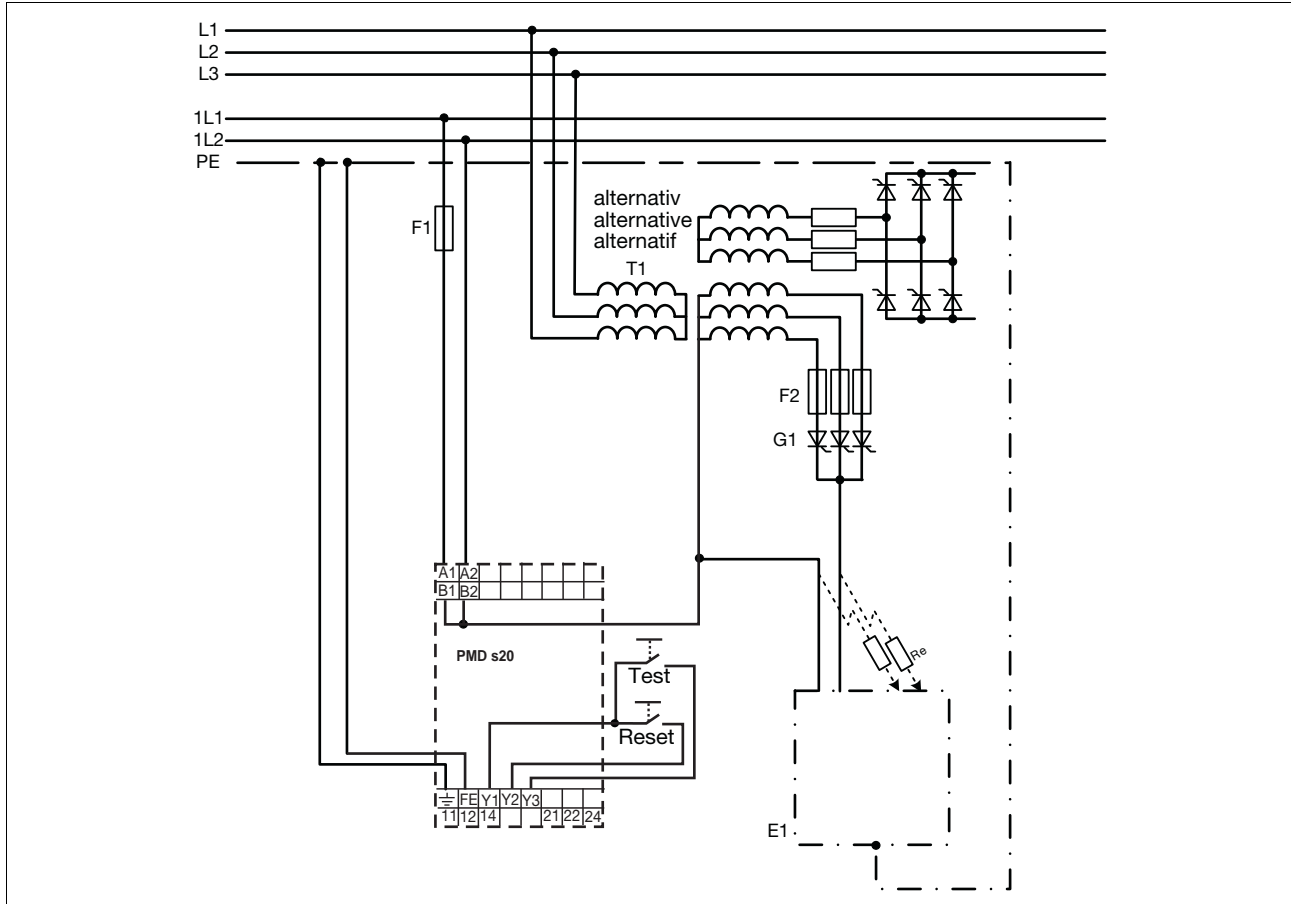 L1
L2
L3
1L1
1L2
PE
alternativ
alternative
alternatif
F1
T1
F2
G1
A1 A2
B1 B2
PMD s20
Test
Re
Reset
FE Y1 Y2 Y3
11 12 14 21 22 24
E1